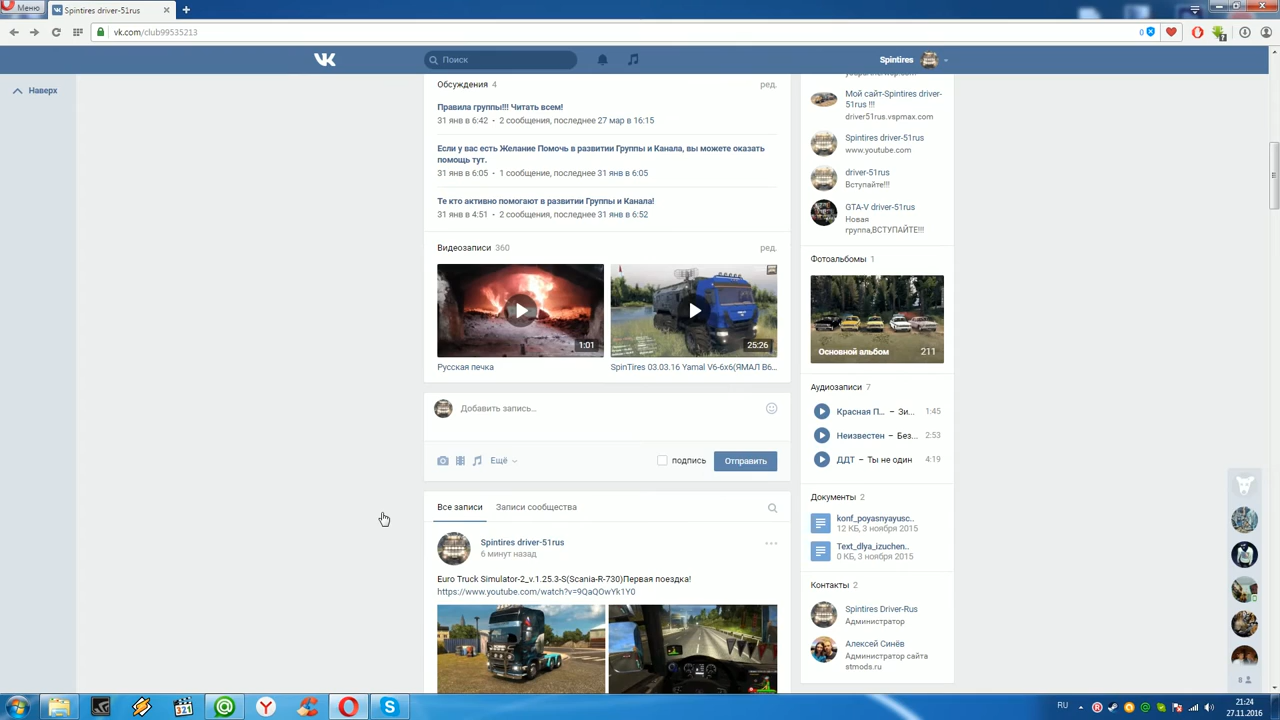 Меню
Spintires driver-51rus
vk.com/club99535213
0
7
Поиск
Spintires
Наверх
Обсуждения 4
ред.
Правила группы!!! Читать всем!
31 янв в 6:42 • 2 сообщения, последнее 27 мар в 16:15
Если у вас есть Желание Помочь в развитии Группы и Канала, вы можете оказать
помощь тут.
31 янв в 6:05 • 1 сообщение, последнее 31 янв в 6:05
Те кто активно помогают в развитии Группы и Канала!
31 янв в 4:51 • 2 сообщения, последнее 31 янв в 6:52
Видеозаписи 360
ред.
1:01
25:26
Русская печка
SpinTires 03.03.16 Yamal V6-6x6(ЯМАЛ В6...
Добавить запись...
Ещё
подпись
Отправить
Все записи
Записи сообщества
Spintires driver-51rus
6 минут назад
Euro Truck Simulator-2_v.1.25.3-S(Scania-R-730)Первая поездка!
https://www.youtube.com/watch?v=9QaQOwYk1Y0
Мой сайт-Spintires driver-
51rus !!!
driver51rus.vspmax.com
Spintires driver-51rus
www.youtube.com
driver-51rus
Вступайте!!!
GTA-V driver-51rus
Новая
группа,ВСТУПАЙТЕ!!!
Фотоальбомы 1
Основной альбом
211
Аудиозаписи 7
Красная П... – Зи...
1:45
Неизвестен – Без...
2:53
ДДТ – Ты не один
4:19
Документы 2
konf_poyasnyayusc..
12 КБ, 3 ноября 2015
Text_dlya_izuchen..
0 КБ, 3 ноября 2015
Контакты 2
Spintires Driver-Rus
Администратор
Алексей Синёв
Администратор сайта
stmods.ru
8
321
RU
21:24
27.11.2016